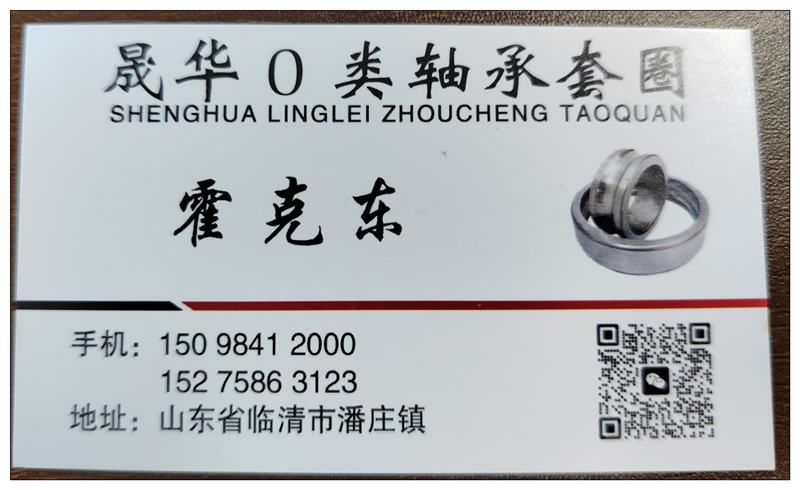 晟华 0 类轴承套圈
SHENGHUA LINGLEI ZHOUCHENG TAOQUAN
霍克东
手机：150 9841 2000
152 7586 3123
地址：山东省临清市潘庄镇